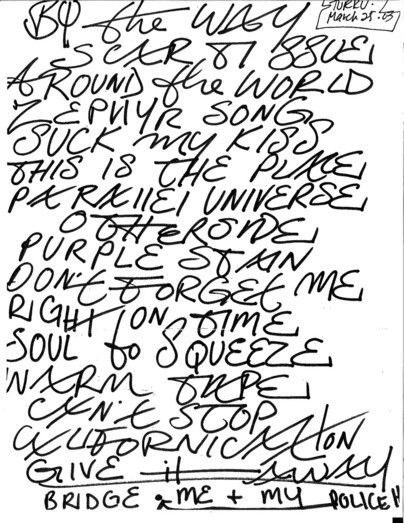 TURKU.
March 25.03
BY the WAY
SCAR TISSUE
AROUND the WORLD
ZEPHYR SONG
SUCK MY KISS
THIS IS THE PLACE
PARAllEl UNIVERSE
OTHERSIDE
PURPLE STAIN
DON'T FORGET ME
RIGHT ON TIME
SOUL to SQUEEZE
WARM TAPE
CAN'T STOP
CALIFORNICATION
GIVE it AWAY
BRIDGE ME + MY